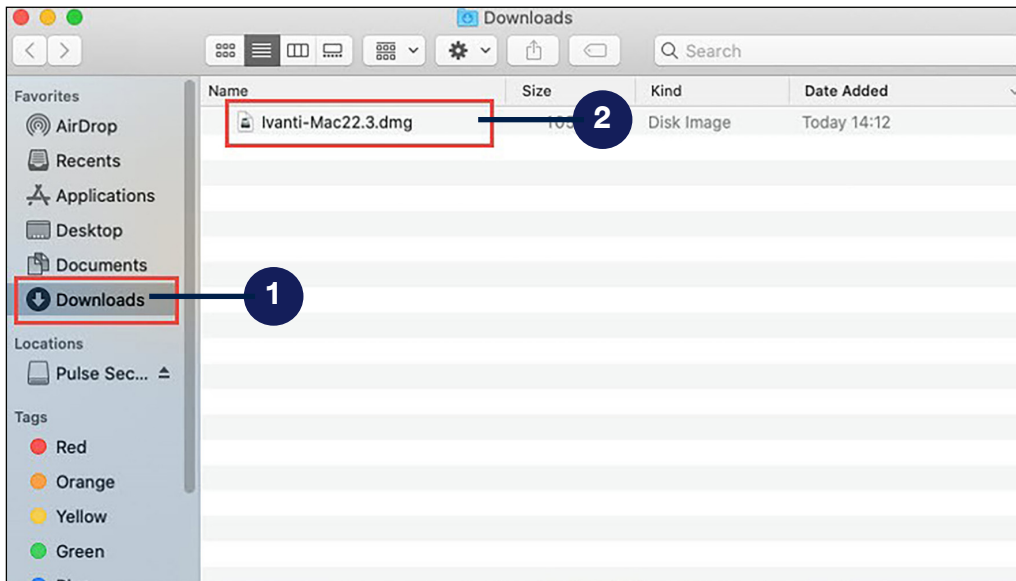 Downloads
Search
Favorites
AirDrop
Recents
Applications
Desktop
Documents
Downloads
1
Locations
Pulse Sec...
Tags
Red
Orange
Yellow
Green
Name Size Kind Date Added
Ivanti-Mac22.3.dmg 2 Disk Image Today 14:12